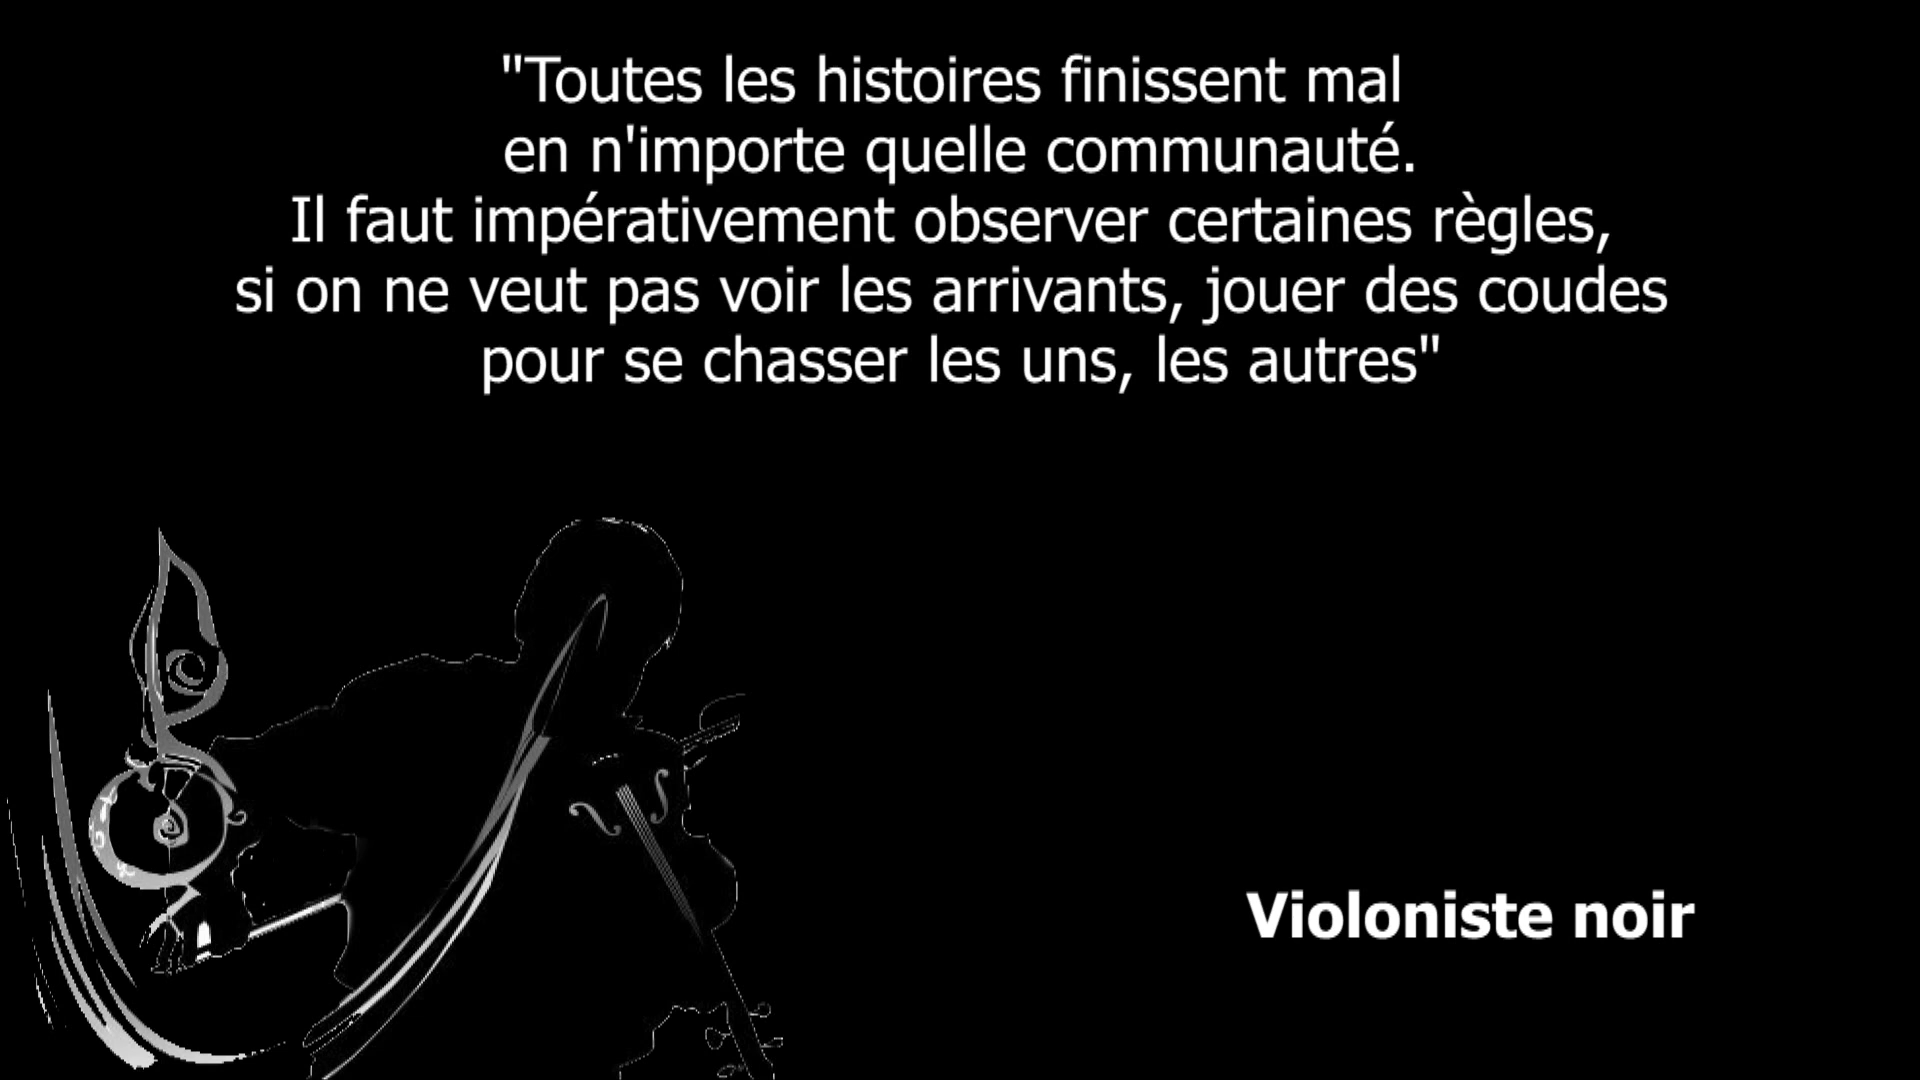 "Toutes les histoires finissent mal
en n'importe quelle communauté.
Il faut impérativement observer certaines règles,
si on ne veut pas voir les arrivants, jouer des coudes
pour se chasser les uns, les autres"
Violoniste noir